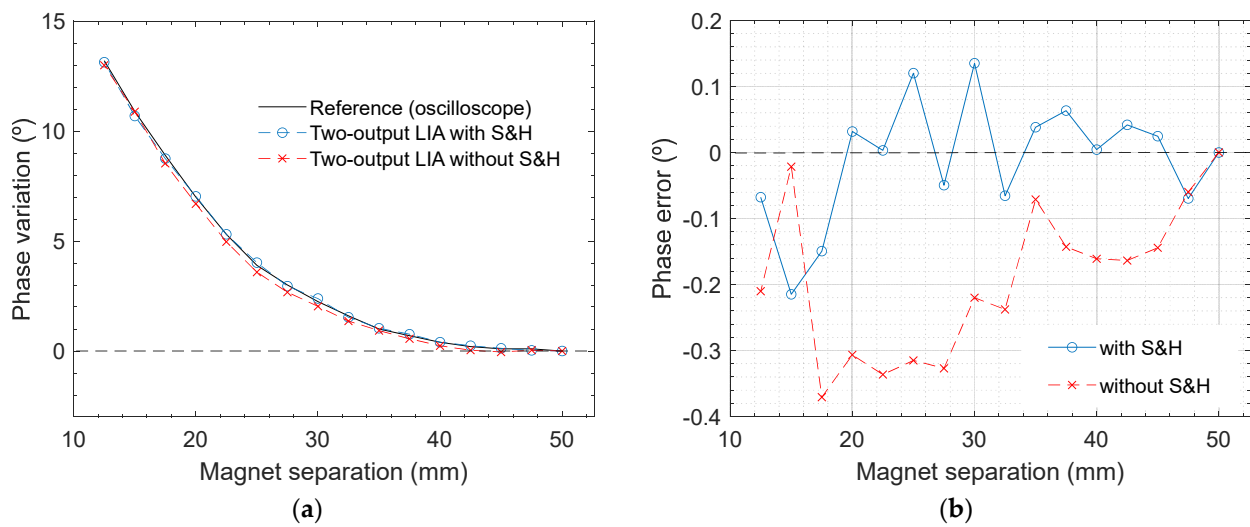 15
10
5
0
10
20
30
40
50
Phase variation (º)
Magnet separation (mm)
Reference (oscilloscope)
Two-output LIA with S&H
Two-output LIA without S&H
(a)
0.2
0.1
0
-0.1
-0.2
-0.3
-0.4
10
20
30
40
50
Phase error (º)
Magnet separation (mm)
with S&H
without S&H
(b)